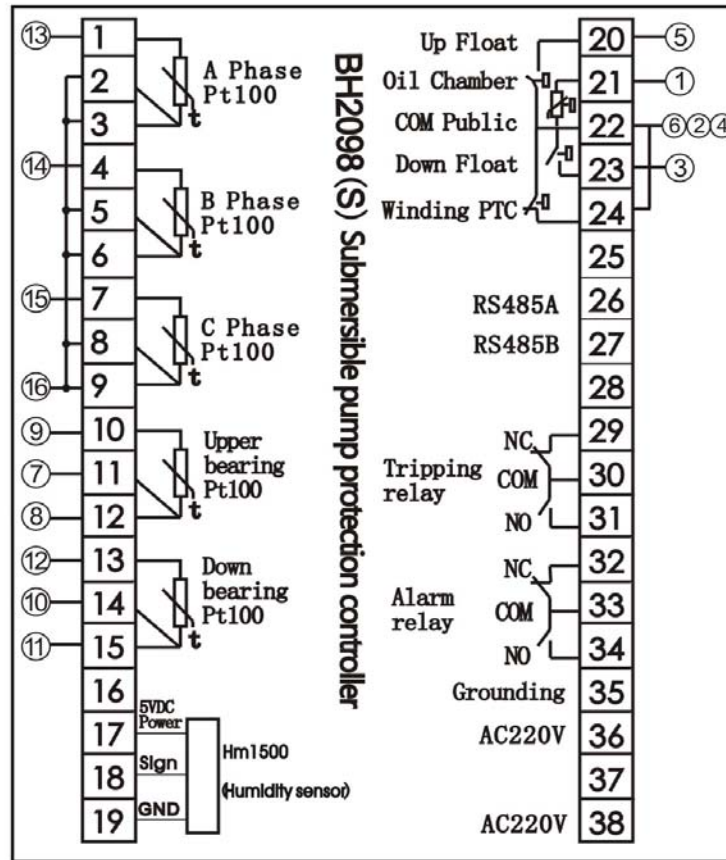 ⑬ 1
2
3
A Phase
Pt100
t
⑭ 4
5
6
B Phase
Pt100
t
⑮ 7
8
⑯ 9
C Phase
Pt100
t
⑨ 10
⑦ 11
⑧ 12
Upper
bearing
Pt100
t
⑫ 13
⑩ 14
⑪ 15
Down
bearing
Pt100
t
16
5VDC
Power
17
Sign
18
GND
19
Hm1500
(Humidity sensor)
BH2098(S) Submersible pump protection controller
Up Float 20 ⑤
Oil Chamber 21 ①
COM Public 22 ⑥②④
Down Float 23 ③
Winding PTC 24
25
RS485A 26
RS485B 27
28
Tripping
relay
NC 29
COM 30
NO 31
Alarm
relay
NC 32
COM 33
NO 34
Grounding 35
AC220V 36
37
AC220V 38